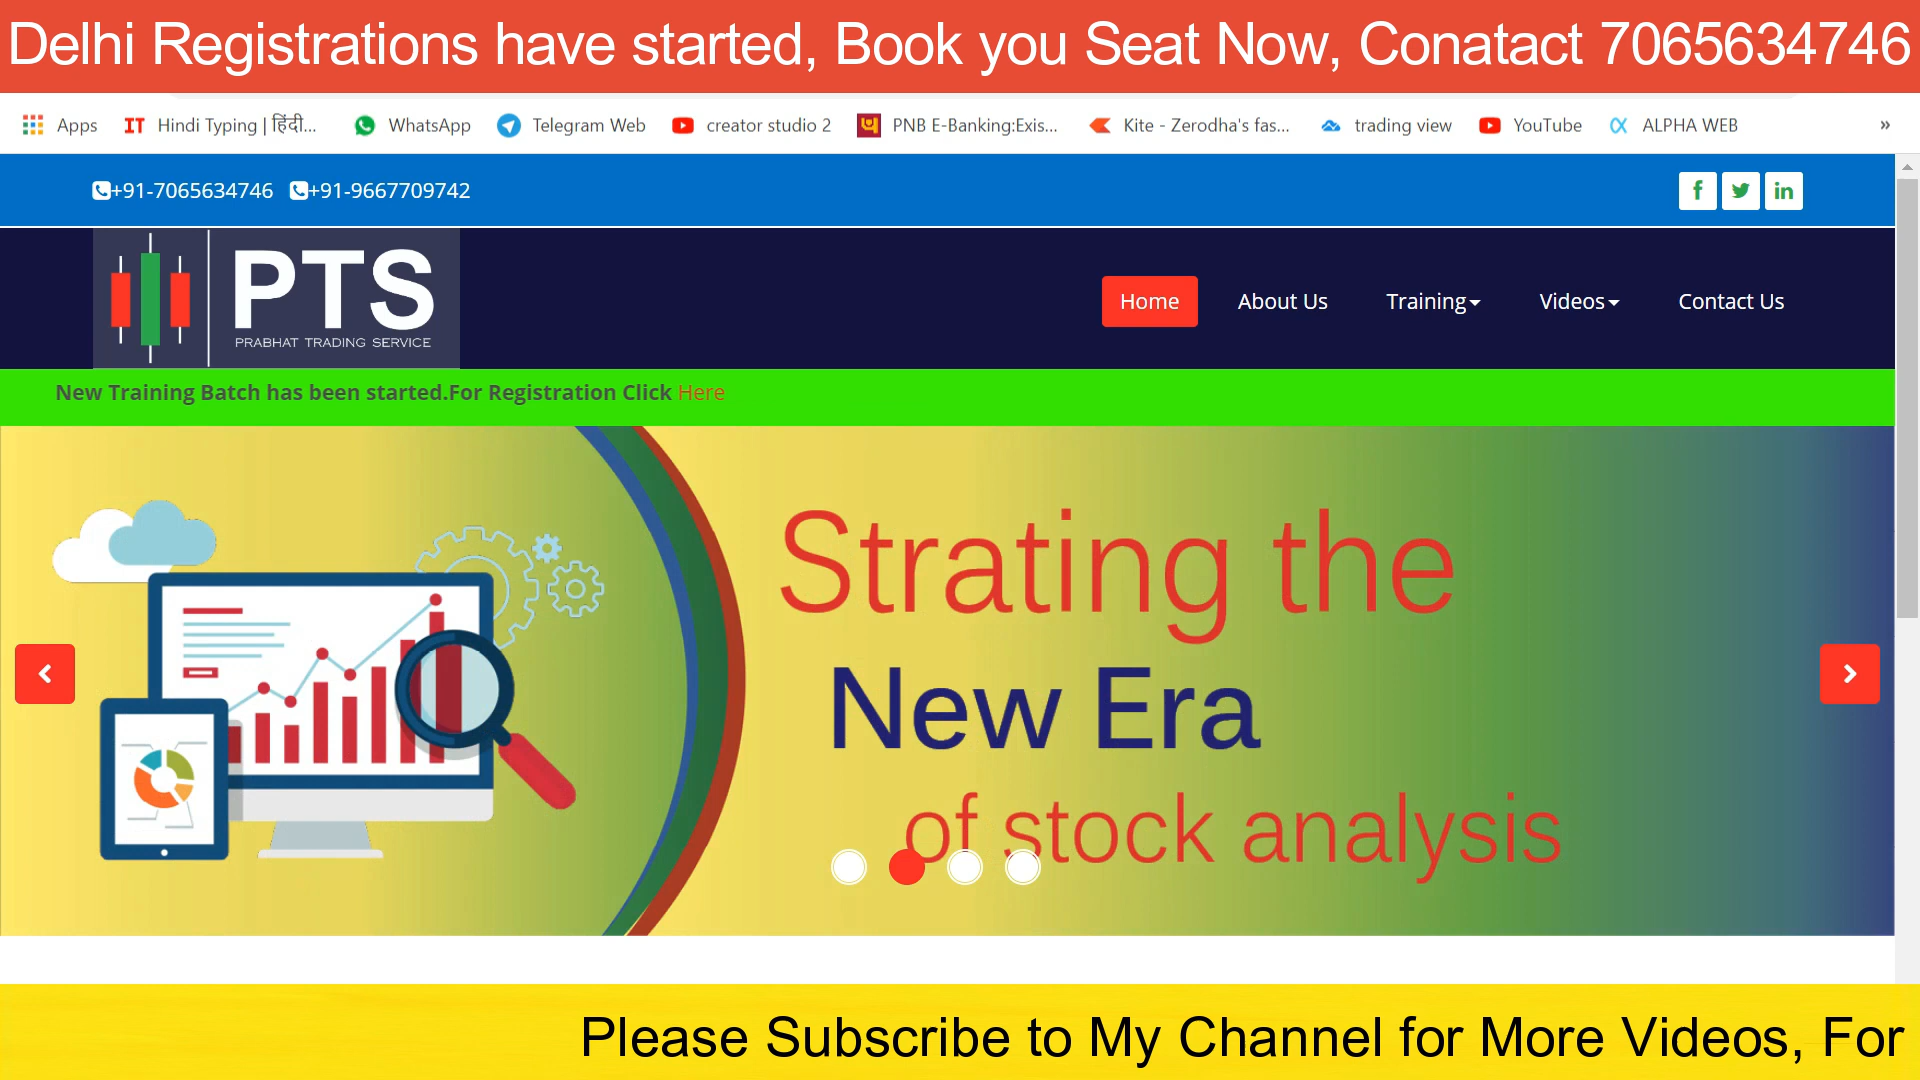 Delhi Registrations have started, Book you Seat Now, Conatact 7065634746
Apps IT Hindi Typing | हिंदी... WhatsApp Telegram Web creator studio 2 PNB E-Banking:Exis... Kite - Zerodha's fas... trading view YouTube ALPHA WEB »
+91-7065634746 +91-9667709742
PTS
PRABHAT TRADING SERVICE
Home About Us Training Videos Contact Us
New Training Batch has been started.For Registration Click Here
Strating the
New Era
of stock analysis
Please Subscribe to My Channel for More Videos, For